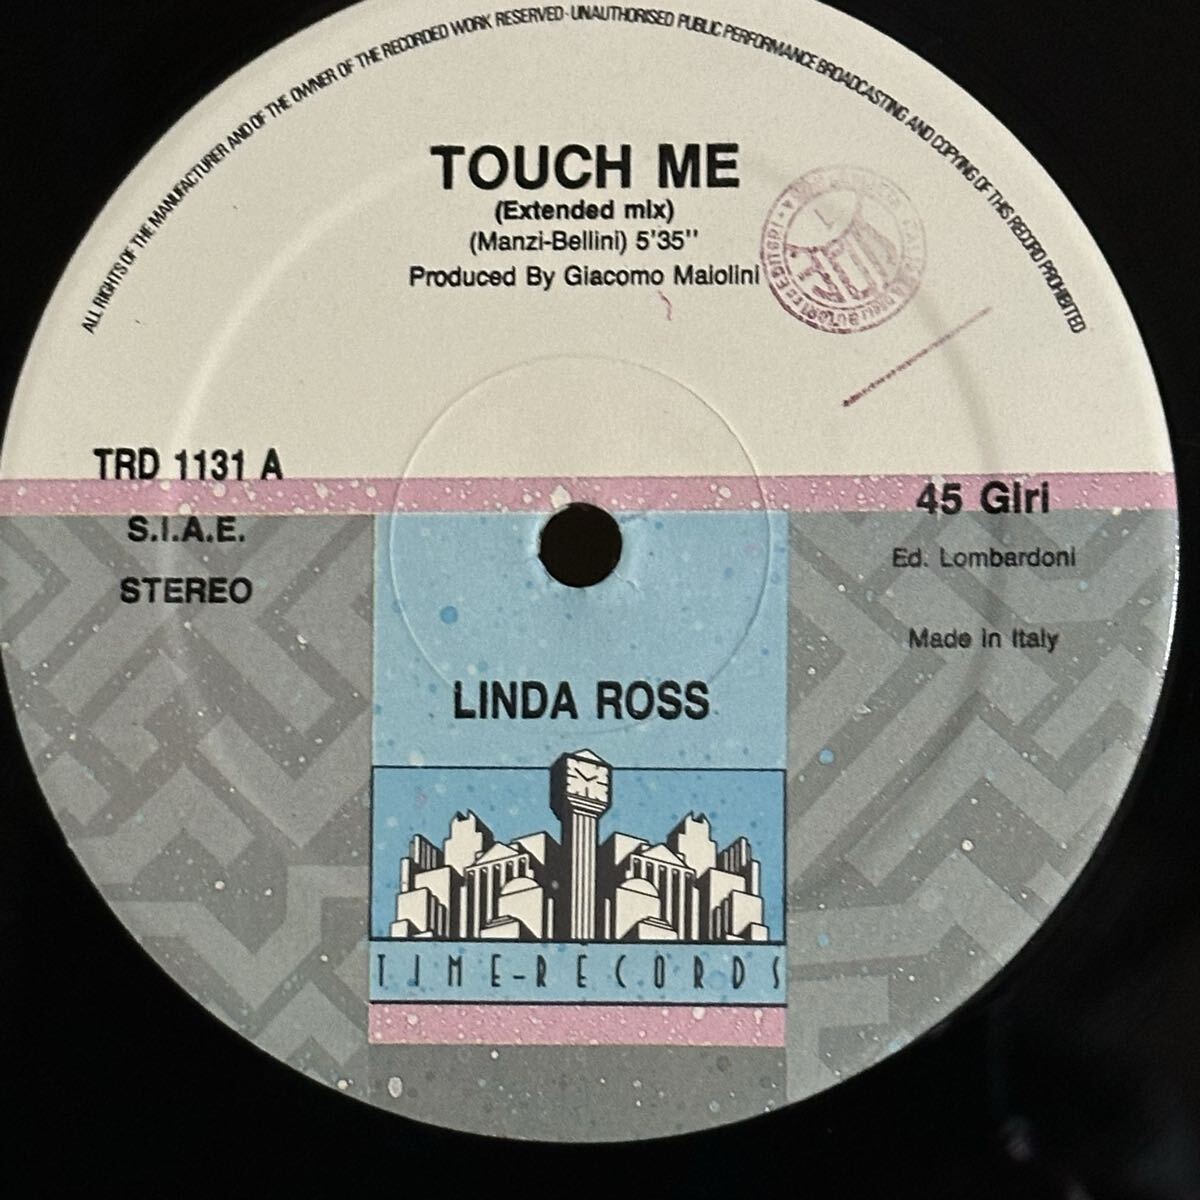 ALL RIGHTS OF THE MANUFACTURER AND OF THE OWNER OF THE RECORDED WORK RESERVED - UNAUTHORISED PUBLIC PERFORMANCE BROADCASTING AND COPYING OF THIS RECORD PROHIBITED
TOUCH ME
(Extended mix)
(Manzi-Bellini) 5'35"
Produced By Giacomo Maiolini
TRD 1131 A
S.I.A.E.
STEREO
45 Giri
Ed. Lombardoni
Made in Italy
LINDA ROSS
TIME-RECORDS